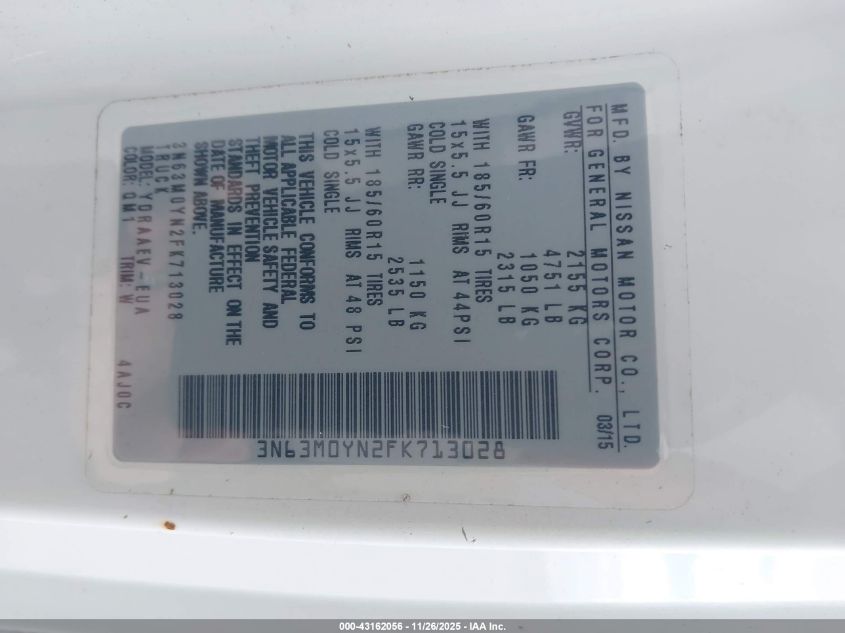 MFD. BY NISSAN MOTOR CO., LTD.
FOR GENERAL MOTORS CORP. 03/15
GVWR: 2155 KG
4751 LB
GAWR FR: 1050 KG
2315 LB
WITH 185/60R15 TIRES
15x5.5 JJ RIMS AT 44PSI
COLD SINGLE
GAWR RR: 1150 KG
2535 LB
WITH 185/60R15 TIRES
15x5.5 JJ RIMS AT 48 PSI
COLD SINGLE
THIS VEHICLE CONFORMS TO
ALL APPLICABLE FEDERAL
MOTOR VEHICLE SAFETY AND
THEFT PREVENTION
STANDARDS IN EFFECT ON THE
DATE OF MANUFACTURE
SHOWN ABOVE.
3N63M0YN2FK713028
TRUCK
MODEL: YDRAAEV-EUA
COLOR: QM1 TRIM: W 4AJ0C
3N63M0YN2FK713028
000-43162056 - 11/26/2025 - IAA Inc.